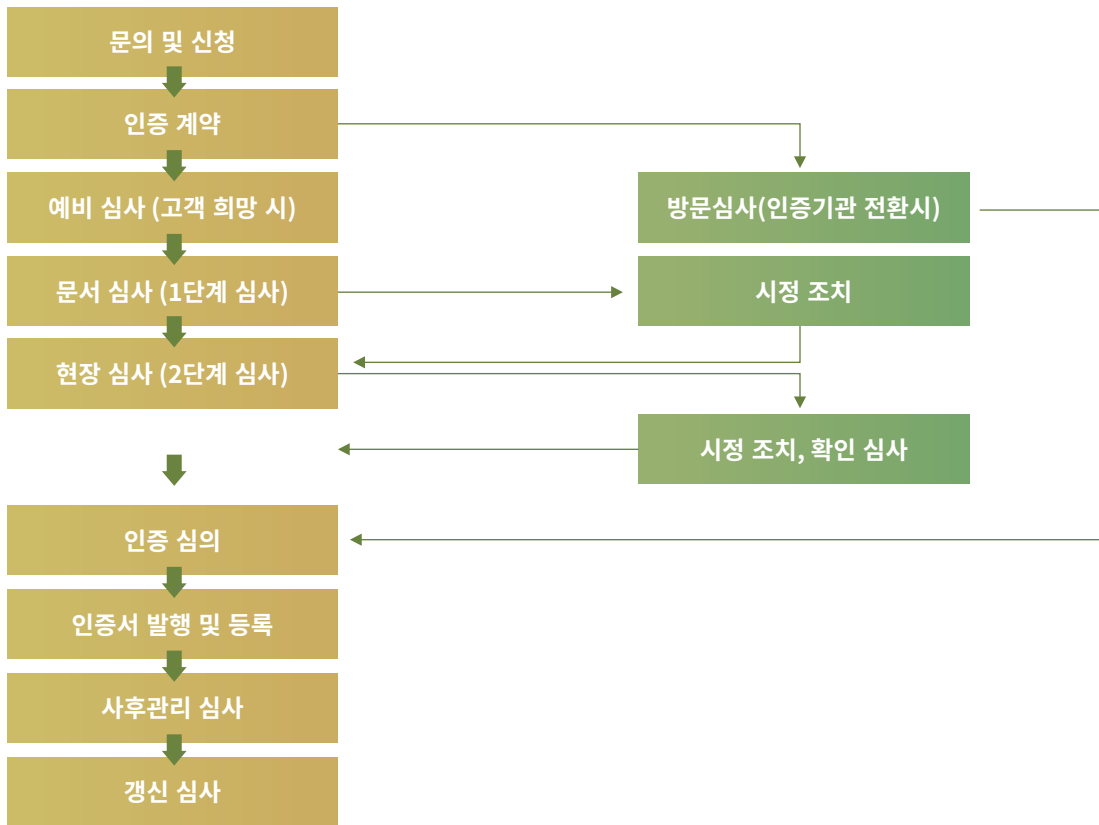 문의 및 신청
인증 계약
예비 심사 (고객 희망 시)
방문심사(인증기관 전환시)
문서 심사 (1단계 심사)
시정 조치
현장 심사 (2단계 심사)
시정 조치, 확인 심사
인증 심의
인증서 발행 및 등록
사후관리 심사
갱신 심사